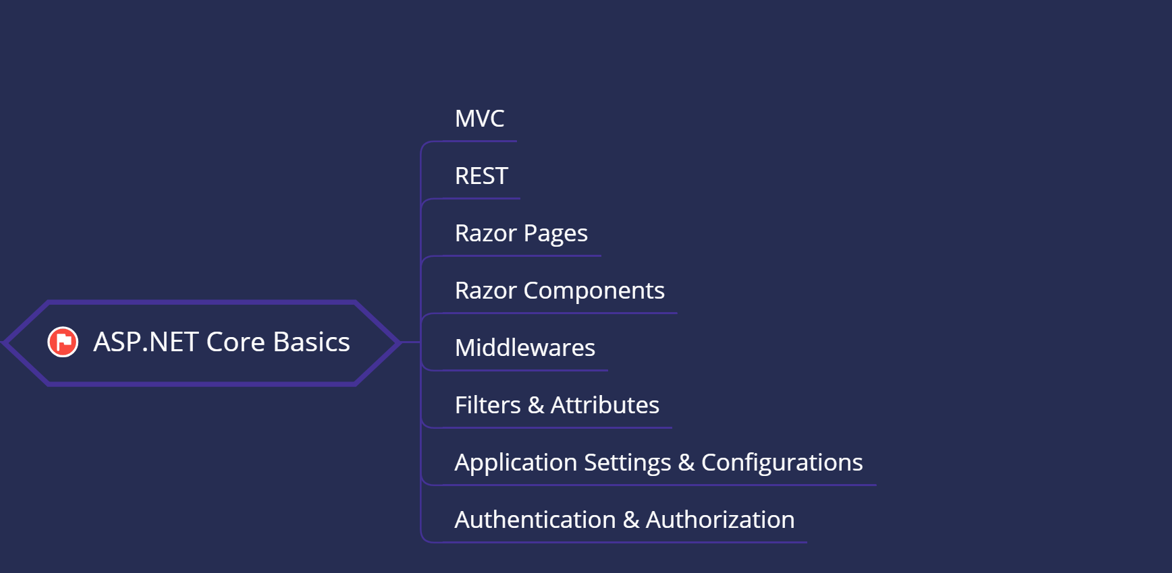 MVC
REST
Razor Pages
Razor Components
ASP.NET Core Basics
Middlewares
Filters & Attributes
Application Settings & Configurations
Authentication & Authorization